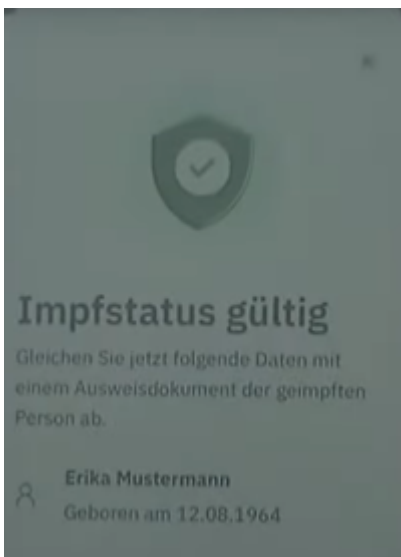 Impfstatus gültig
Gleichen Sie jetzt folgende Daten mit
einem Ausweisdokument der geimpften
Person ab.
Erika Mustermann
Geboren am 12.08.1964